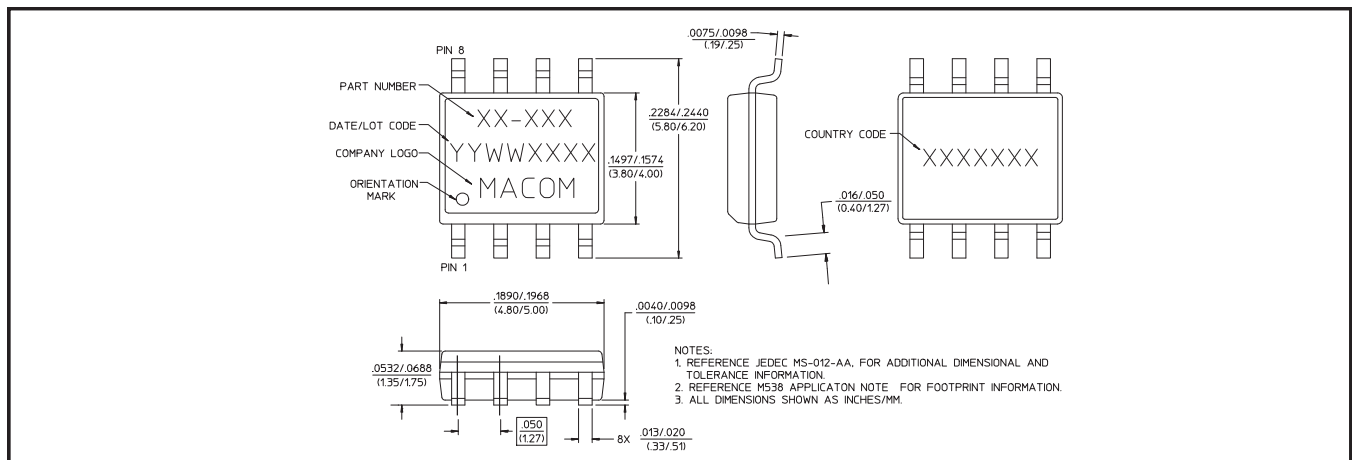 PIN 8
PART NUMBER
XX-XXX
DATE/LOT CODE
YYWWXXXX
COMPANY LOGO
MACOM
ORIENTATION
MARK
PIN 1
.1497/.1574
(3.80/4.00)
.2284/.2440
(5.80/6.20)
.0075/.0098
(.19/.25)
.016/.050
(0.40/1.27)
COUNTRY CODE
XXXXXXX
.1890/.1968
(4.80/5.00)
.0040/.0098
(.10/.25)
.0532/.0688
(1.35/1.75)
.050
(1.27)
8X .013/.020
(.33/.51)
NOTES:
1. REFERENCE JEDEC MS-012-AA, FOR ADDITIONAL DIMENSIONAL AND
TOLERANCE INFORMATION.
2. REFERENCE M538 APPLICATON NOTE FOR FOOTPRINT INFORMATION.
3. ALL DIMENSIONS SHOWN AS INCHES/MM.